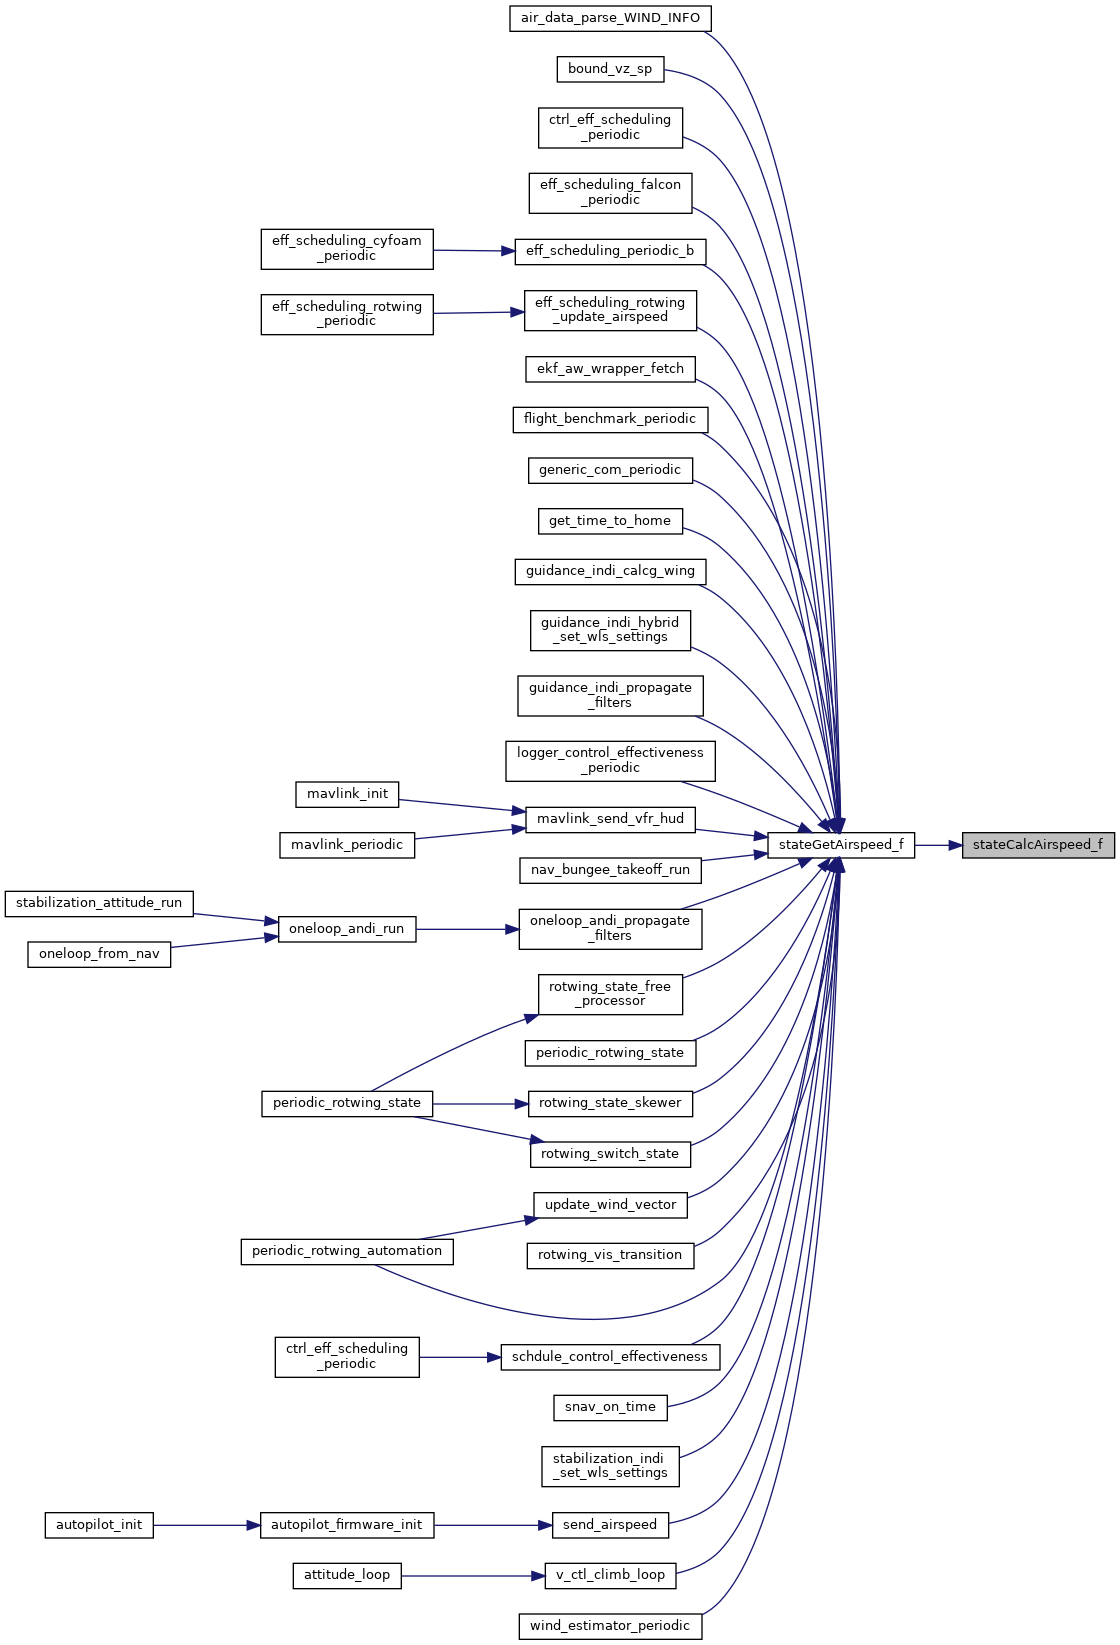 air_data_parse_WIND_INFO
bound_vz_sp
ctrl_eff_scheduling
_periodic
eff_scheduling_falcon
_periodic
eff_scheduling_cyfoam
_periodic
eff_scheduling_periodic_b
eff_scheduling_rotwing
_periodic
eff_scheduling_rotwing
_update_airspeed
ekf_aw_wrapper_fetch
flight_benchmark_periodic
generic_com_periodic
get_time_to_home
guidance_indi_calcg_wing
guidance_indi_hybrid
_set_wls_settings
guidance_indi_propagate
_filters
logger_control_effectiveness
_periodic
mavlink_init
mavlink_send_vfr_hud
mavlink_periodic
stateGetAirspeed_f
stateCalcAirspeed_f
nav_bungee_takeoff_run
stabilization_attitude_run
oneloop_andi_run
oneloop_andi_propagate
_filters
oneloop_from_nav
rotwing_state_free
_processor
periodic_rotwing_state
periodic_rotwing_state
rotwing_state_skewer
rotwing_switch_state
update_wind_vector
periodic_rotwing_automation
rotwing_vis_transition
ctrl_eff_scheduling
_periodic
schdule_control_effectiveness
snav_on_time
stabilization_indi
_set_wls_settings
autopilot_init
autopilot_firmware_init
send_airspeed
attitude_loop
v_ctl_climb_loop
wind_estimator_periodic